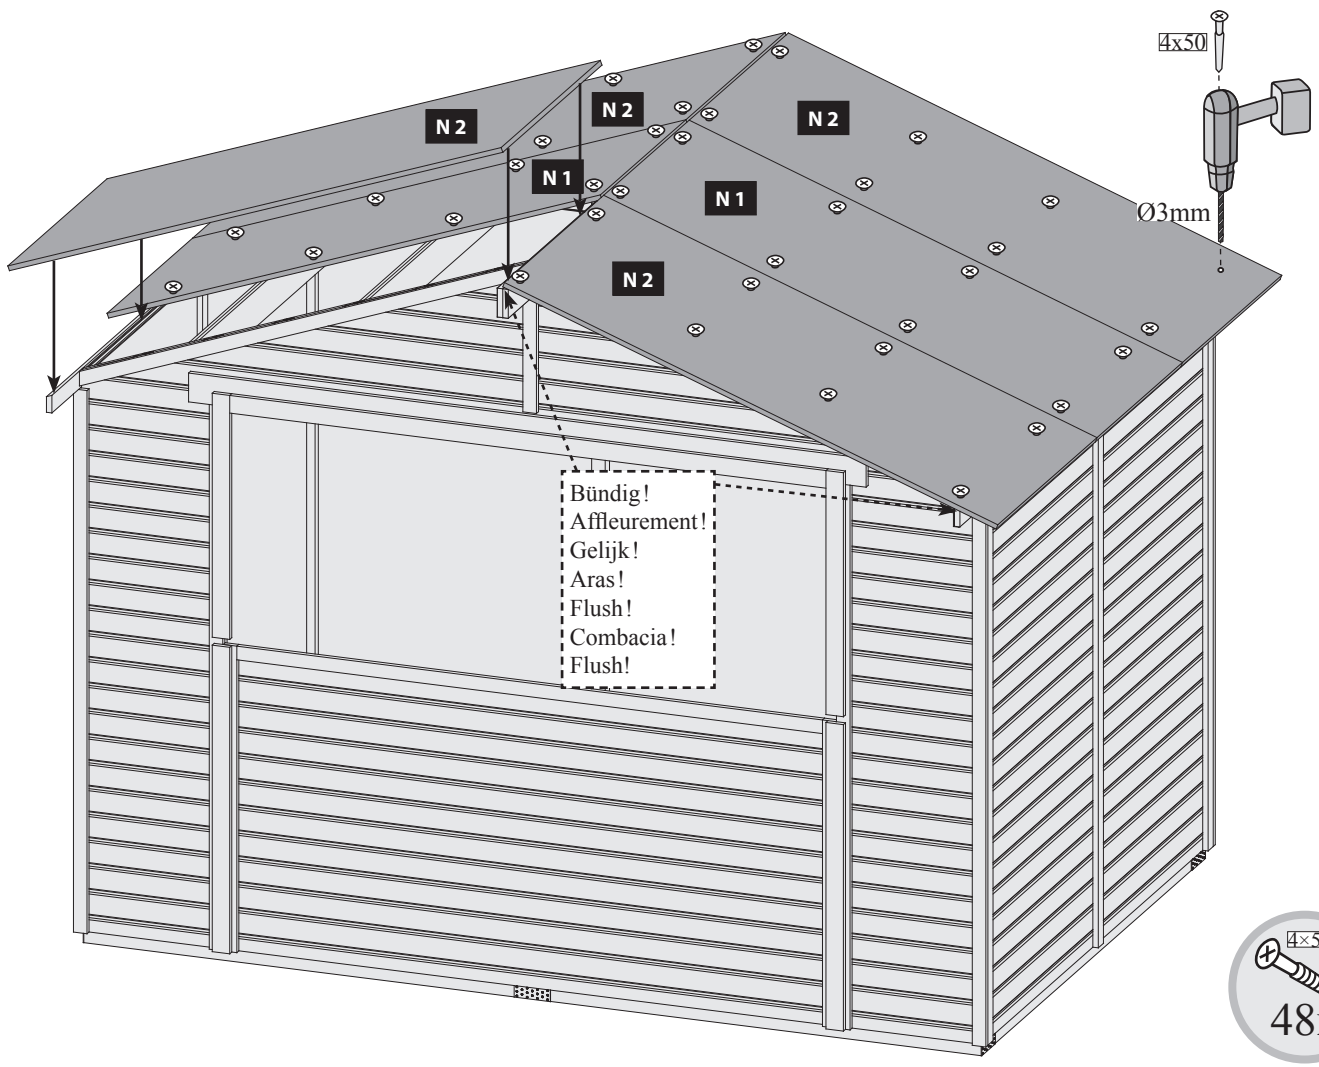 4x50
N 2
N 2
N 2
N 1
N 1
Ø3mm
N 2
Bündig!
Affleurement!
Gelijk!
Aras!
Flush!
Combacia!
Flush!
4×5
48